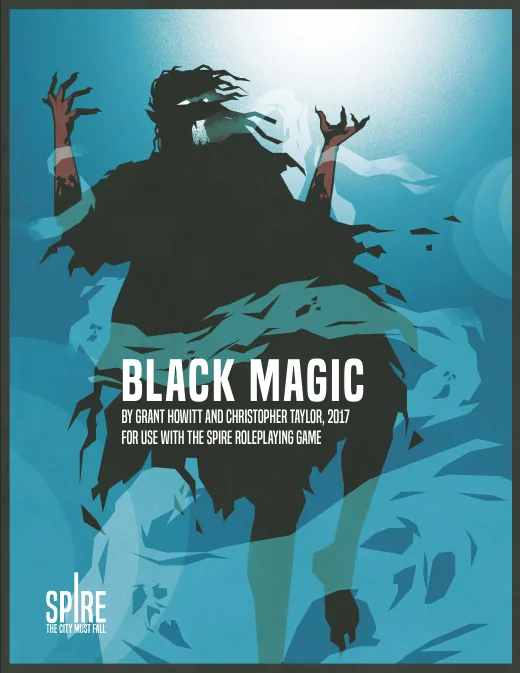 BLACK MAGIC
BY GRANT HOWITT AND CHRISTOPHER TAYLOR, 2017
FOR USE WITH THE SPIRE ROLEPLAYING GAME
SPIRE
THE CITY MUST FALL